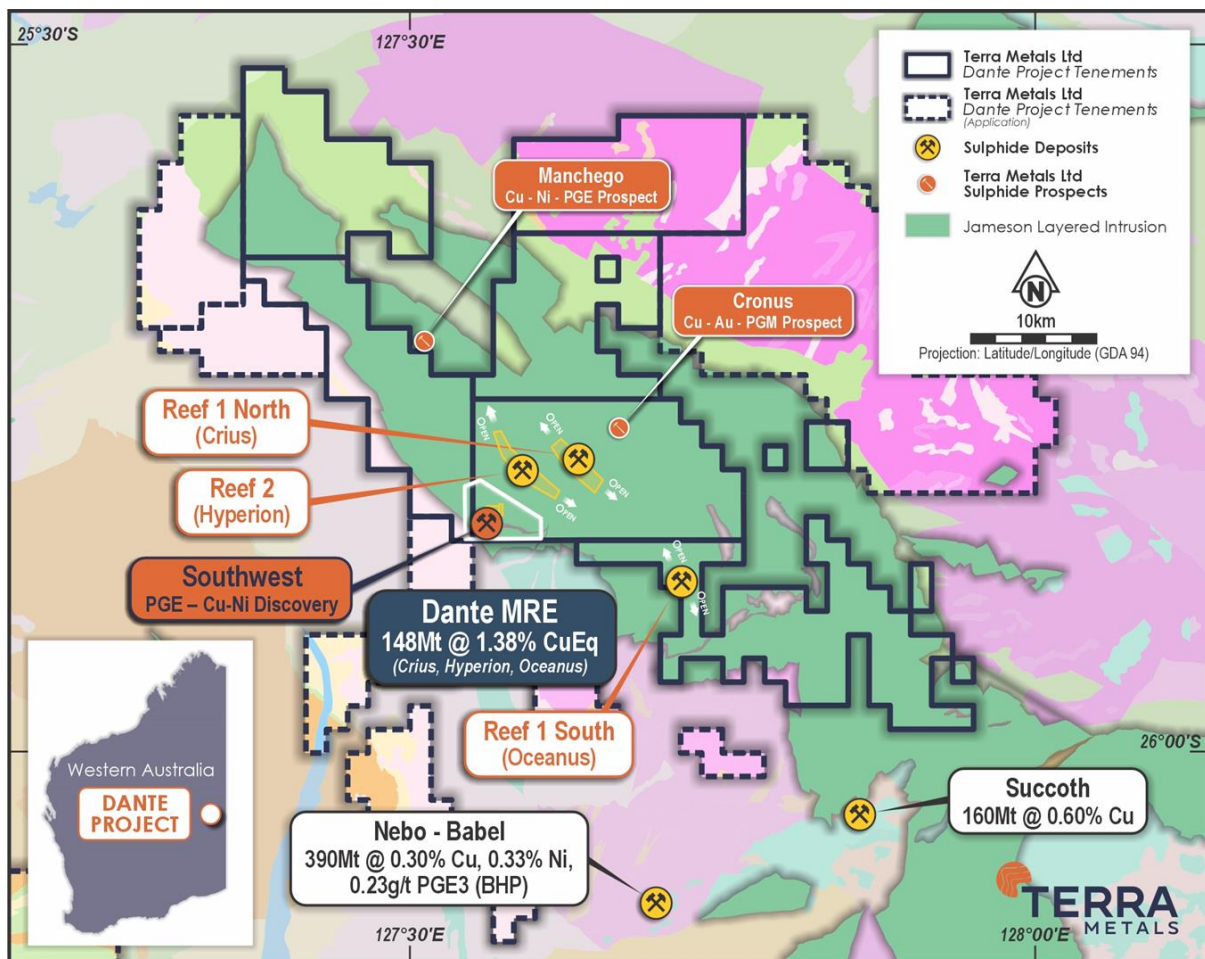 25°30'S
127°30'E
Terra Metals Ltd
Dante Project Tenements
Terra Metals Ltd
Dante Project Tenements
(Application)
Sulphide Deposits
Terra Metals Ltd
Sulphide Prospects
Jameson Layered Intrusion
N
10km
Projection: Latitude/Longitude (GDA 94)
Manchego
Cu - Ni - PGE Prospect
Cronus
Cu - Au - PGM Prospect
Reef 1 North
(Crius)
OPEN
OPEN
Reef 2
(Hyperion)
OPEN
OPEN
Southwest
PGE – Cu-Ni Discovery
OPEN
OPEN
Dante MRE
148Mt @ 1.38% CuEq
(Crius, Hyperion, Oceanus)
Reef 1 South
(Oceanus)
26°00'S
Western Australia
DANTE
PROJECT
Nebo - Babel
390Mt @ 0.30% Cu, 0.33% Ni,
0.23g/t PGE3 (BHP)
Succoth
160Mt @ 0.60% Cu
TERRA
METALS
127°30'E
128°00'E